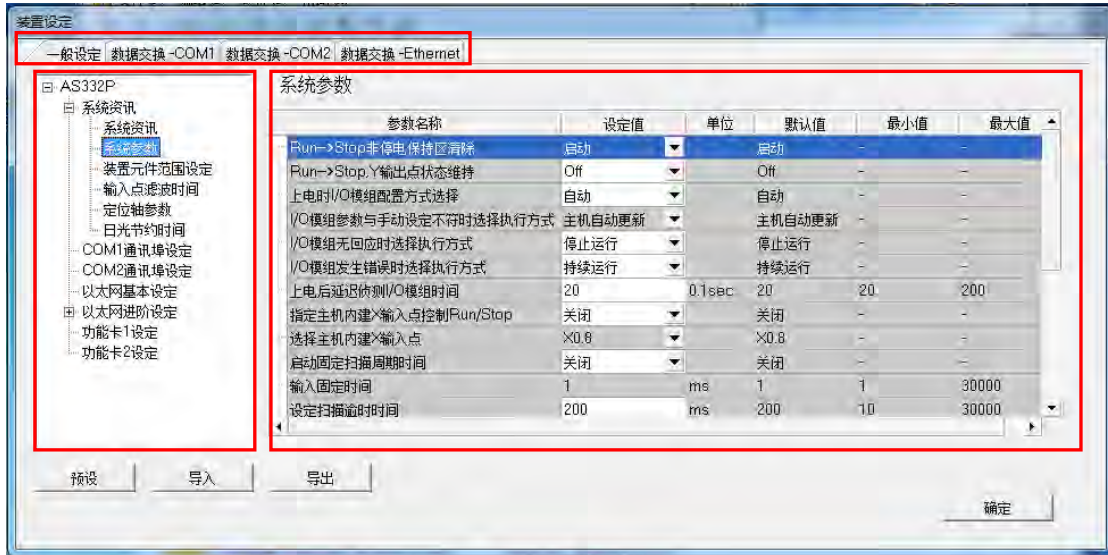 装置设定
一般设定 数据交换 -COM1 数据交换 -COM2 数据交换 -Ethernet
AS332P
系统资讯
系统资讯
系统参数
装置元件范围设定
输入点滤波时间
定位轴参数
日光节约时间
COM1通讯埠设定
COM2通讯埠设定
以太网基本设定
以太网进阶设定
功能卡1设定
功能卡2设定
系统参数
参数名称 设定值 单位 默认值 最小值 最大值
Run->Stop非停电保持区清除 启动 启动 - -
Run->Stop,Y输出点状态维持 Off Off - -
上电时I/O模组配置方式选择 自动 自动 - -
I/O模组参数与手动设定不符时选择执行方式 主机自动更新 主机自动更新 - -
I/O模组无回应时选择执行方式 停止运行 停止运行 - -
I/O模组发生错误时选择执行方式 持续运行 持续运行 - -
上电后延迟侦测I/O模组时间 20 0.1sec 20 20 200
指定主机内建X输入点控制Run/Stop 关闭 关闭 - -
选择主机内建X输入点 X0.8 X0.8 - -
启动固定扫描周期时间 关闭 关闭 - -
输入固定时间 1 ms 1 1 30000
设定扫描逾时时间 200 ms 200 10 30000
预设 导入 导出
确定